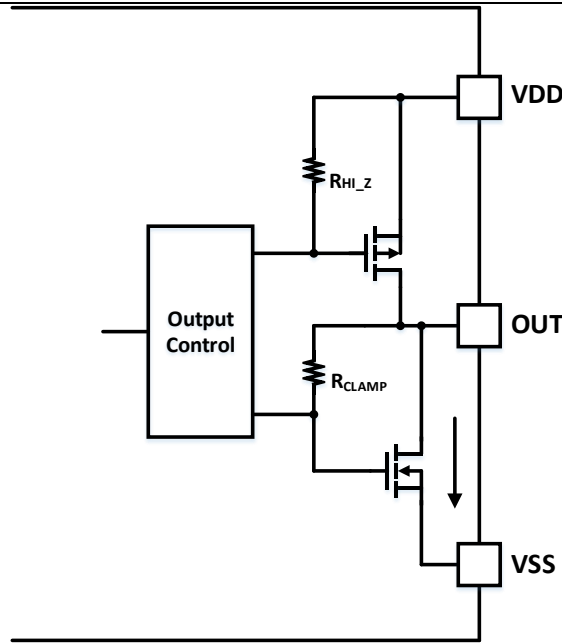 VDD
RHI_Z
Output
Control
OUT
RCLAMP
VSS